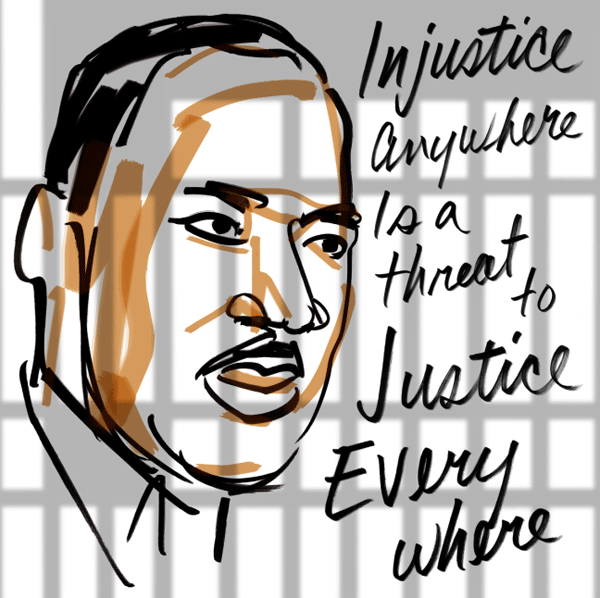 Injustice
anywhere
Is a
threat to
Justice
Every
where